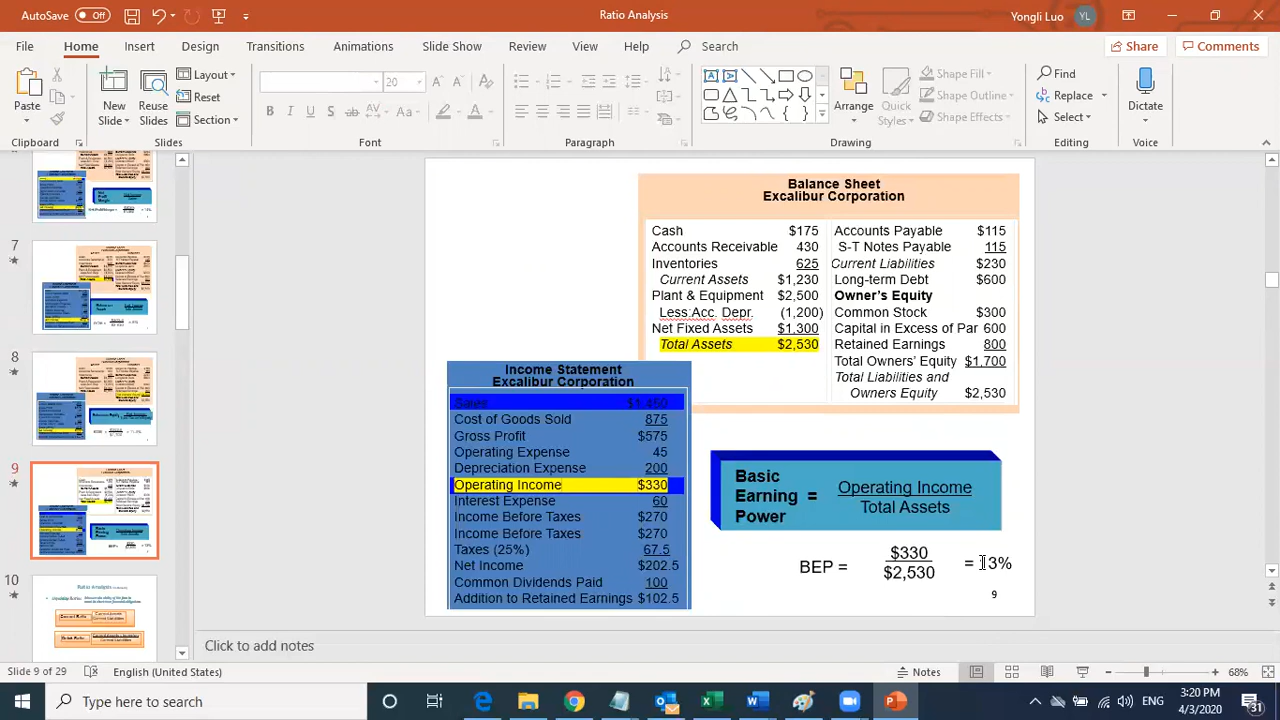 AutoSave Off
Ratio Analysis
Yongli Luo YL
File Home Insert Design Transitions Animations Slide Show Review View Help Search
Share Comments
Paste
New Slide
Reuse Slides
Layout
Reset
Section
20
Arrange
Quick Styles
Shape Fill
Shape Outline
Shape Effects
Find
Replace
Select
Dictate
Clipboard Slides Font Paragraph Drawing Editing Voice
7
8
9
10
Balance Sheet
Excalibur Corporation
Cash $175
Accounts Receivable
Inventories
Current Assets $1,230
Plant & Equipment $2,500
Less:Acc. Depr. (1,200)
Net Fixed Assets $1,300
Total Assets $2,530
Accounts Payable $115
S-T Notes Payable 115
Current Liabilities $230
Long-term Debt $600
Owner's Equity
Common Stock $300
Capital in Excess of Par 600
Retained Earnings 800
Total Owners' Equity $1,700
Total Liabilities and
Owners Equity $2,530
Income Statement
Excalibur Corporation
Sales $1,450
Cost of Goods Sold 875
Gross Profit $575
Operating Expense 45
Depreciation Expense 200
Operating Income $330
Interest Expense 60
Income Before Taxes $270
Income Before Taxes $270
Taxes (25%) 67.5
Net Income $202.5
Common Dividends Paid 100
Addition to Retained Earnings $102.5
Basic
Earning
Power
Operating Income
Total Assets
BEP = $330
$2,530
= 13%
Click to add notes
Slide 9 of 29 English (United States) Notes 68%
Type here to search
ENG
3:20 PM
4/3/2020
31